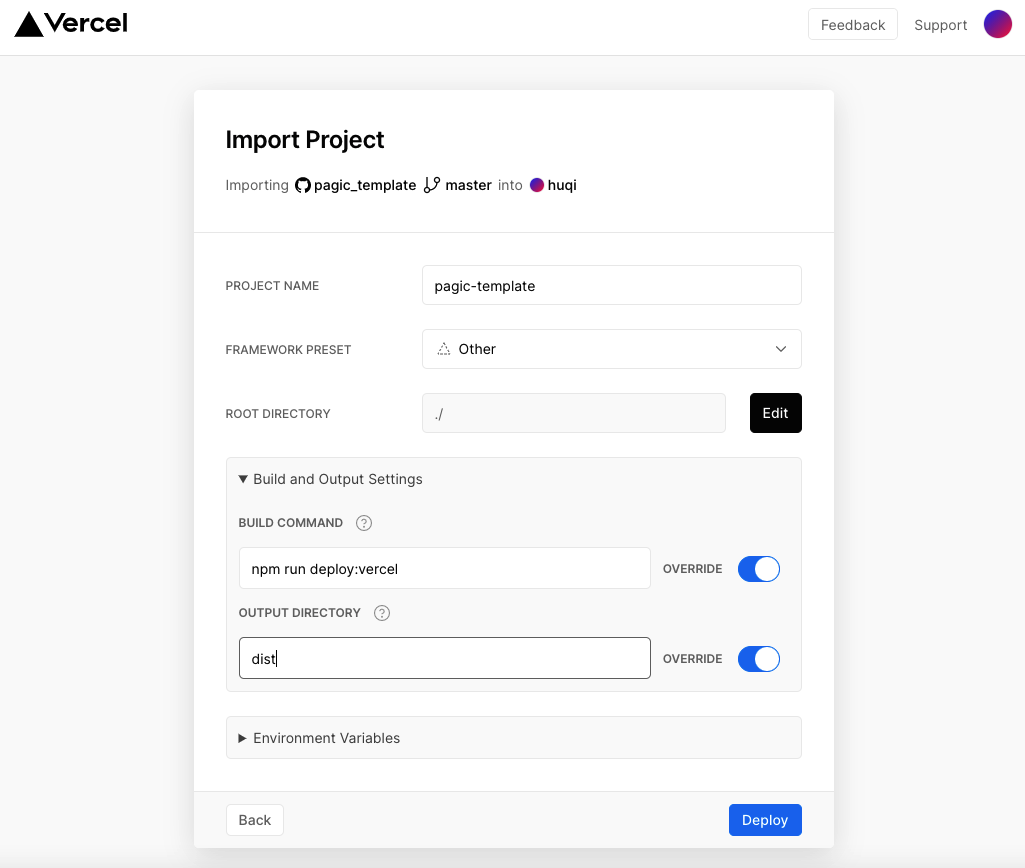 Vercel
Feedback Support
Import Project
Importing pagic_template master into huqi
PROJECT NAME pagic-template
FRAMEWORK PRESET Other
ROOT DIRECTORY ./ Edit
Build and Output Settings
BUILD COMMAND ?
npm run deploy:vercel OVERRIDE
OUTPUT DIRECTORY ?
dist OVERRIDE
Environment Variables
Back Deploy